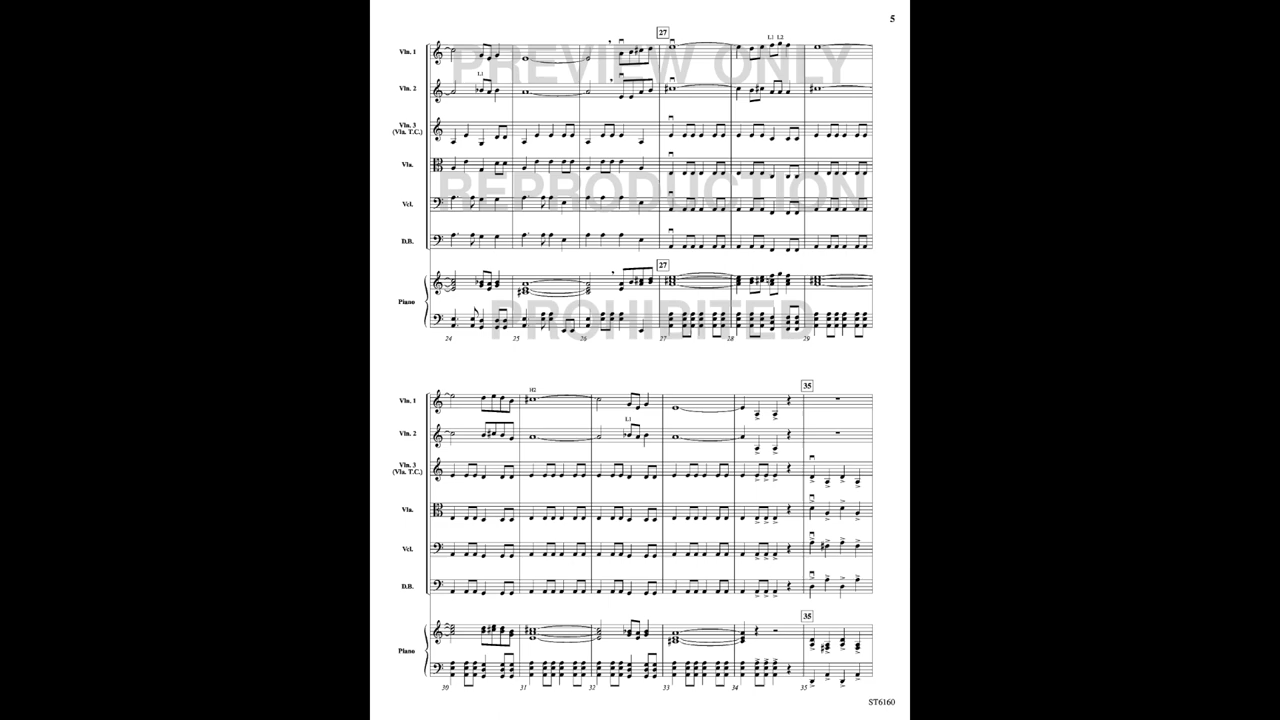 5
27
Vln. 1
L1 L2
PREVIEW ONLY
L1
Vln. 2
Vln. 3
(Vla. T.C.)
Vla.
REPRODUCTION
Vcl.
D.B.
27
Piano
PROHIBITED
24 25 26 27 28 29
35
H2
Vln. 1
L1
Vln. 2
Vln. 3
(Vla. T.C.)
Vla.
Vcl.
D.B.
35
Piano
30 31 32 33 34 35
ST6160